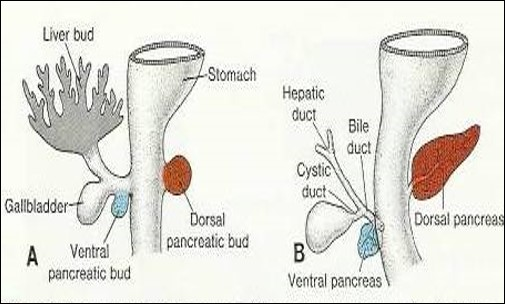 Liver bud
Stomach
Gallbladder
Ventral
pancreatic bud
Dorsal
pancreatic bud
A
Hepatic
duct
Bile
duct
Cystic
duct
Dorsal pancreas
Ventral pancreas
B